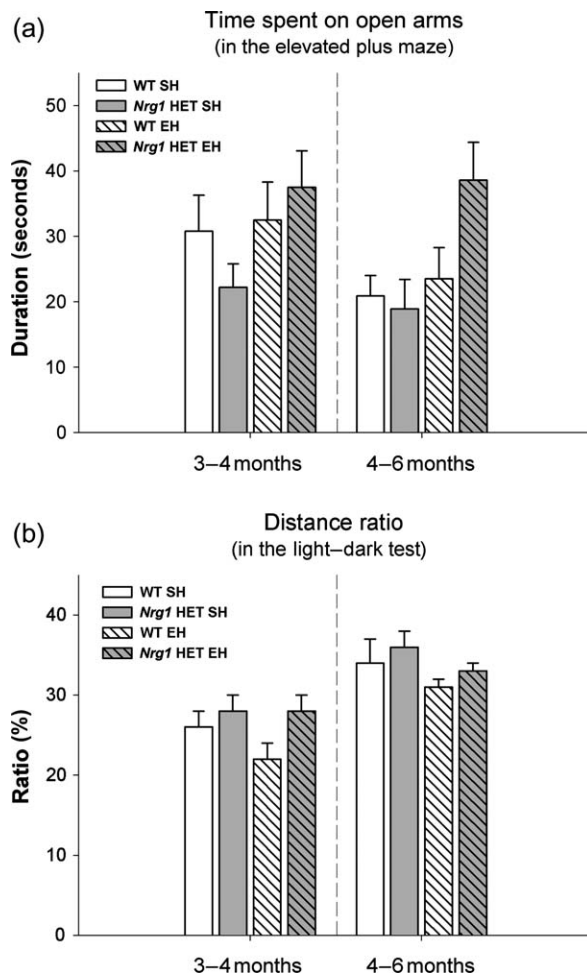 (a)
Time spent on open arms
(in the elevated plus maze)
WT SH
Nrg1 HET SH
WT EH
Nrg1 HET EH
Duration (seconds)
50
40
30
20
10
0
3–4 months
4–6 months
(b)
Distance ratio
(in the light–dark test)
WT SH
Nrg1 HET SH
WT EH
Nrg1 HET EH
Ratio (%)
40
30
20
10
0
3–4 months
4–6 months